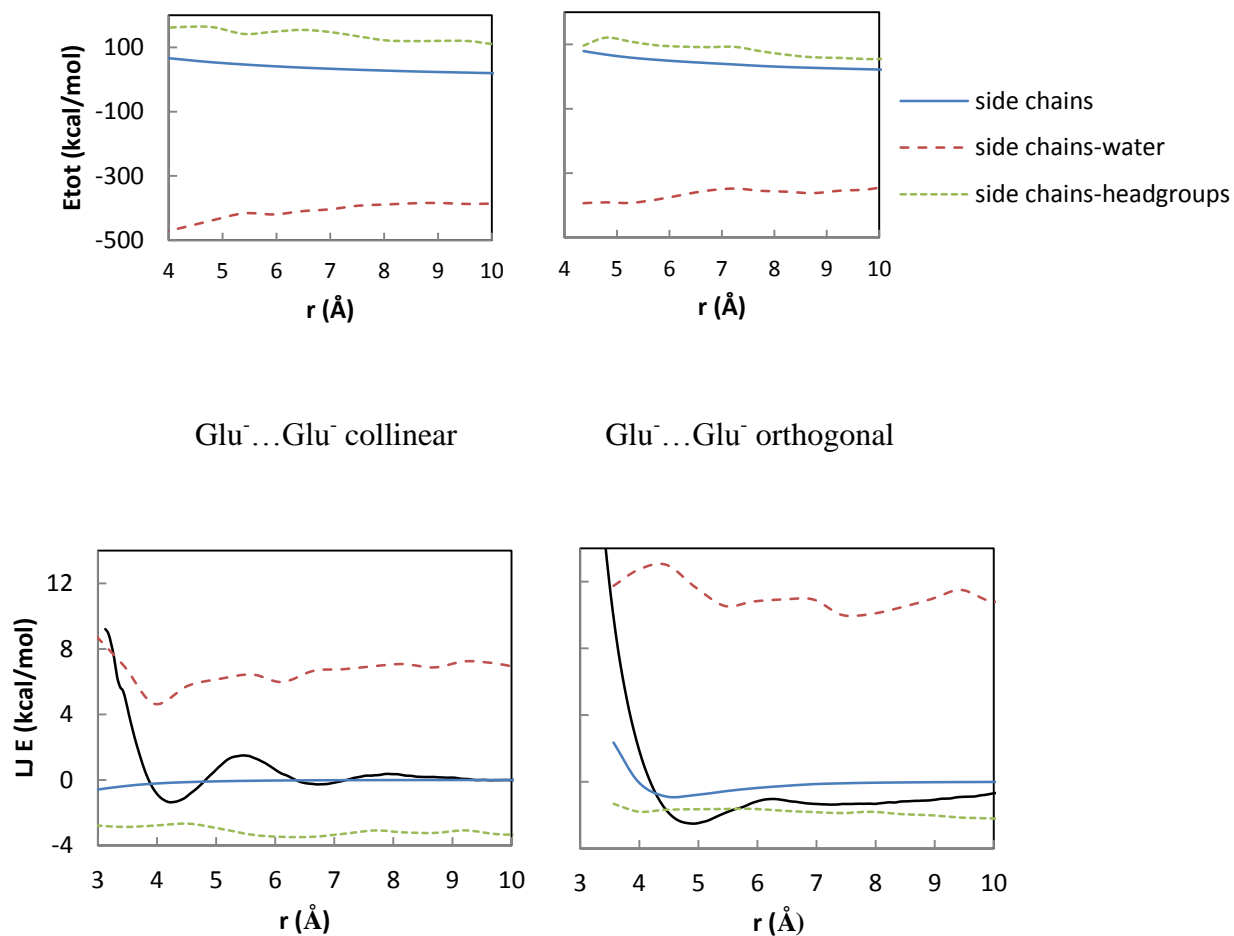 100
-100
-300
-500
Etot (kcal/mol)
4 5 6 7 8 9 10
r (Å)
4 5 6 7 8 9 10
r (Å)
side chains
side chains-water
side chains-headgroups
Glu-…Glu- collinear
Glu-…Glu- orthogonal
12
8
4
0
-4
LJ E (kcal/mol)
3 4 5 6 7 8 9 10
r (Å)
3 4 5 6 7 8 9 10
r (Å)